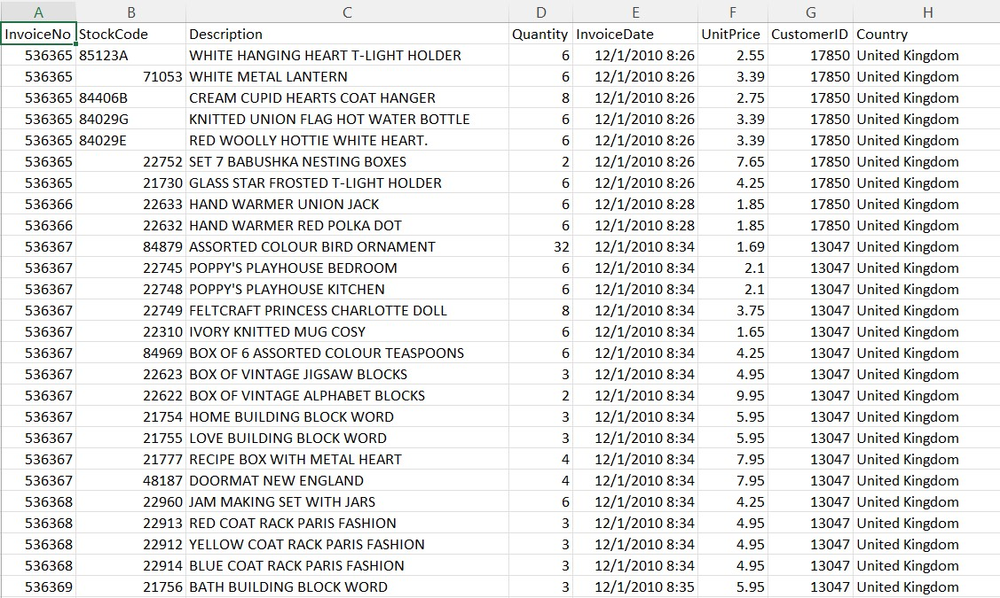 A B C D E F G H
InvoiceNo StockCode Description Quantity InvoiceDate UnitPrice CustomerID Country
536365 85123A WHITE HANGING HEART T-LIGHT HOLDER 6 12/1/2010 8:26 2.55 17850 United Kingdom
536365 71053 WHITE METAL LANTERN 6 12/1/2010 8:26 3.39 17850 United Kingdom
536365 84406B CREAM CUPID HEARTS COAT HANGER 8 12/1/2010 8:26 2.75 17850 United Kingdom
536365 84029G KNITTED UNION FLAG HOT WATER BOTTLE 6 12/1/2010 8:26 3.39 17850 United Kingdom
536365 84029E RED WOOLLY HOTTIE WHITE HEART. 6 12/1/2010 8:26 3.39 17850 United Kingdom
536365 22752 SET 7 BABUSHKA NESTING BOXES 2 12/1/2010 8:26 7.65 17850 United Kingdom
536365 21730 GLASS STAR FROSTED T-LIGHT HOLDER 6 12/1/2010 8:26 4.25 17850 United Kingdom
536366 22633 HAND WARMER UNION JACK 6 12/1/2010 8:28 1.85 17850 United Kingdom
536366 22632 HAND WARMER RED POLKA DOT 6 12/1/2010 8:28 1.85 17850 United Kingdom
536367 84879 ASSORTED COLOUR BIRD ORNAMENT 32 12/1/2010 8:34 1.69 13047 United Kingdom
536367 22745 POPPY'S PLAYHOUSE BEDROOM 6 12/1/2010 8:34 2.1 13047 United Kingdom
536367 22748 POPPY'S PLAYHOUSE KITCHEN 6 12/1/2010 8:34 2.1 13047 United Kingdom
536367 22749 FELTCRAFT PRINCESS CHARLOTTE DOLL 8 12/1/2010 8:34 3.75 13047 United Kingdom
536367 22310 IVORY KNITTED MUG COSY 6 12/1/2010 8:34 1.65 13047 United Kingdom
536367 84969 BOX OF 6 ASSORTED COLOUR TEASPOONS 6 12/1/2010 8:34 4.25 13047 United Kingdom
536367 22623 BOX OF VINTAGE JIGSAW BLOCKS 3 12/1/2010 8:34 4.95 13047 United Kingdom
536367 22622 BOX OF VINTAGE ALPHABET BLOCKS 2 12/1/2010 8:34 9.95 13047 United Kingdom
536367 21754 HOME BUILDING BLOCK WORD 3 12/1/2010 8:34 5.95 13047 United Kingdom
536367 21755 LOVE BUILDING BLOCK WORD 3 12/1/2010 8:34 5.95 13047 United Kingdom
536367 21777 RECIPE BOX WITH METAL HEART 4 12/1/2010 8:34 7.95 13047 United Kingdom
536367 48187 DOORMAT NEW ENGLAND 4 12/1/2010 8:34 7.95 13047 United Kingdom
536368 22960 JAM MAKING SET WITH JARS 6 12/1/2010 8:34 4.25 13047 United Kingdom
536368 22913 RED COAT RACK PARIS FASHION 3 12/1/2010 8:34 4.95 13047 United Kingdom
536368 22912 YELLOW COAT RACK PARIS FASHION 3 12/1/2010 8:34 4.95 13047 United Kingdom
536368 22914 BLUE COAT RACK PARIS FASHION 3 12/1/2010 8:34 4.95 13047 United Kingdom
536369 21756 BATH BUILDING BLOCK WORD 3 12/1/2010 8:35 5.95 13047 United Kingdom